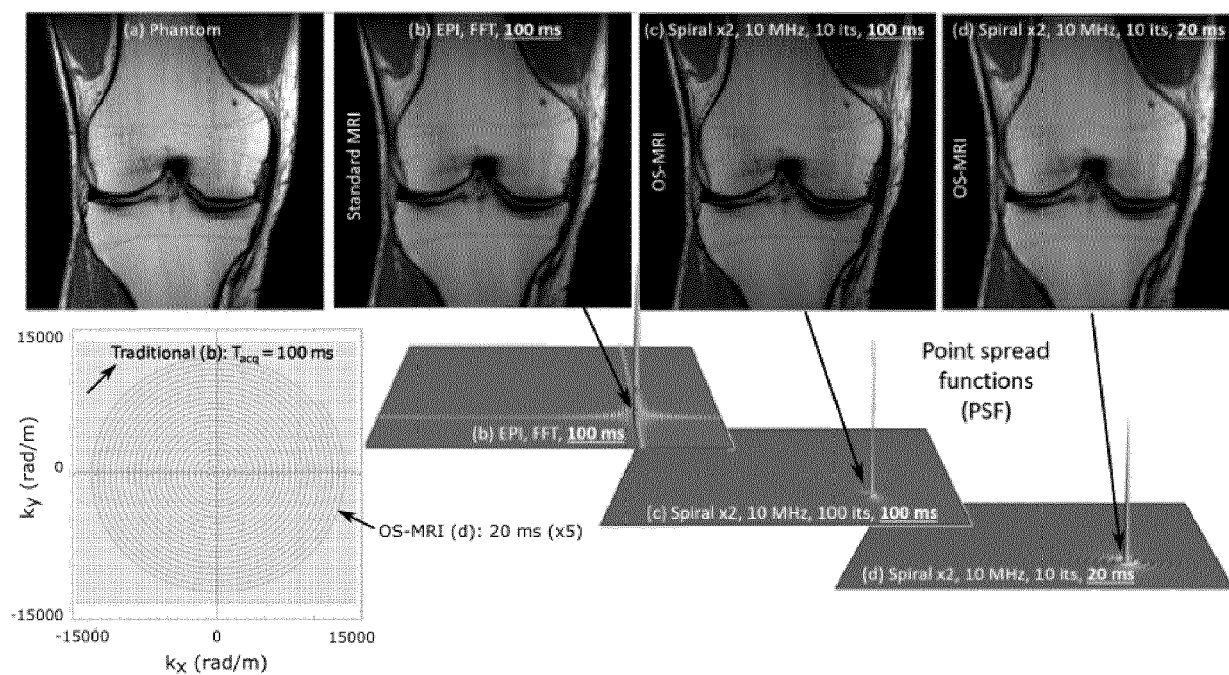 (a) Phantom
(b) EPI, FFT, 100 ms
(c) Spiral x2, 10 MHz, 10 its, 100 ms
(d) Spiral x2, 10 MHz, 10 its, 20 ms
Standard MRI
OS-MRI
OS-MRI
15000
0
-15000
ky (rad/m)
Traditional (b): Tacq = 100 ms
OS-MRI (d): 20 ms (x5)
-15000
0
15000
kx (rad/m)
Point spread
functions
(PSF)
(b) EPI, FFT, 100 ms
(c) Spiral x2, 10 MHz, 100 its, 100 ms
(d) Spiral x2, 10 MHz, 10 its, 20 ms